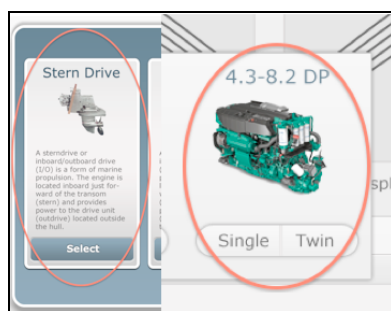 Stern Drive
A sterndrive or
inboard/outboard drive
(I/O) is a form of marine
propulsion. The engine is
located inboard just for-
ward of the transom
(stern) and provides
power to the drive unit
(outdrive) located outside
the hull.
Select
4.3-8.2 DP
Single Twin